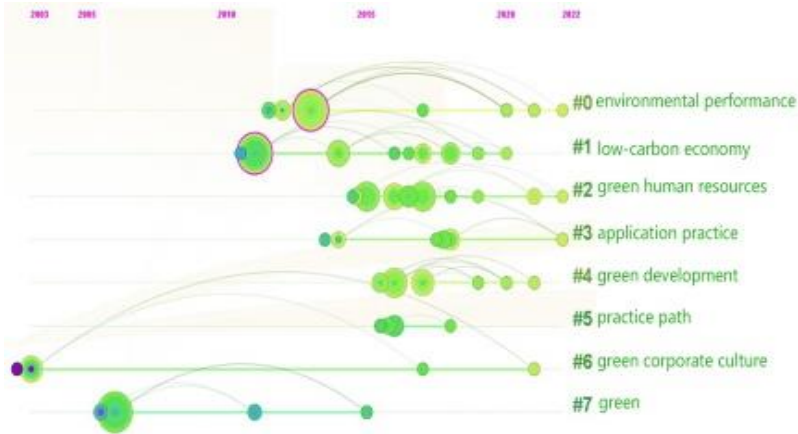 2003 2005 2010 2015 2020 2022
#0 environmental performance
#1 low-carbon economy
#2 green human resources
#3 application practice
#4 green development
#5 practice path
#6 green corporate culture
#7 green